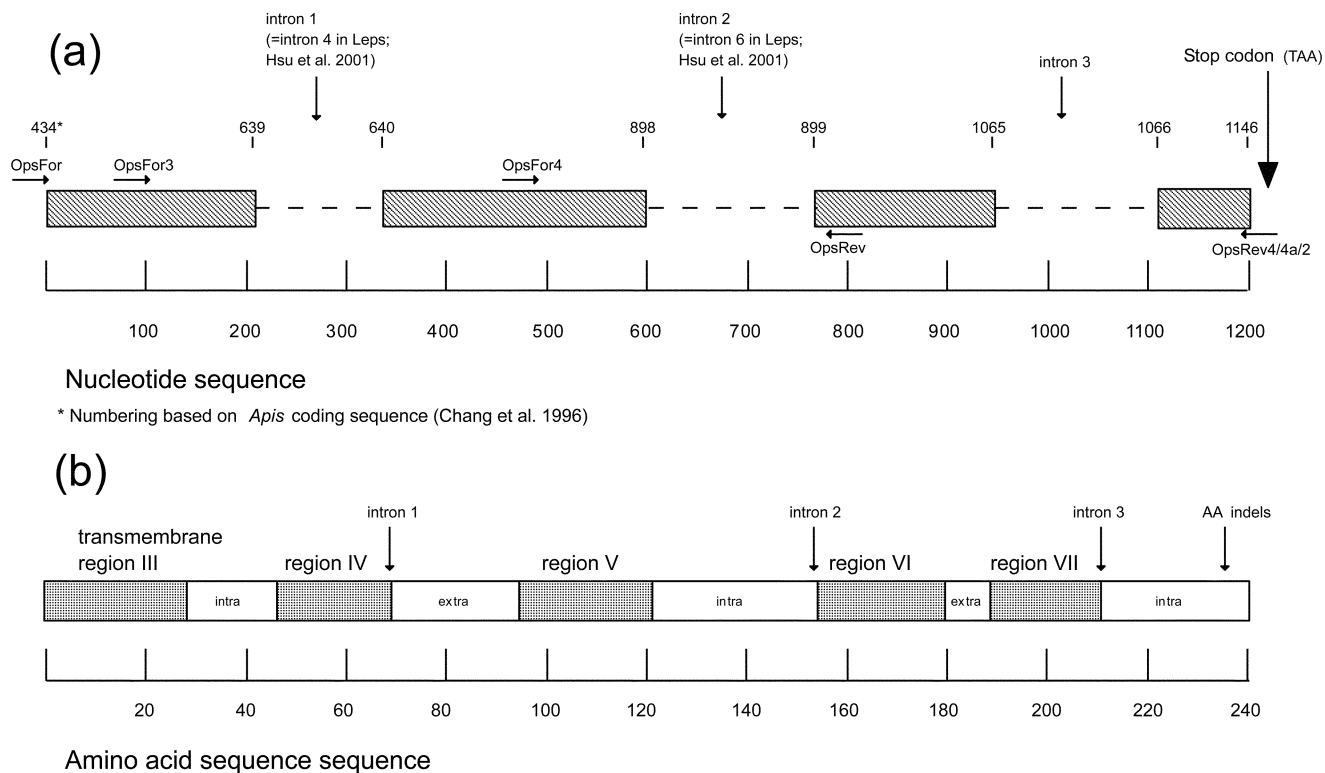 (a)
intron 1
(=intron 4 in Leps;
Hsu et al. 2001)
intron 2
(=intron 6 in Leps;
Hsu et al. 2001)
intron 3
Stop codon (TAA)
434* 639 640 898 899 1065 1066 1146
OpsFor OpsFor3 OpsFor4
OpsRev OpsRev4/4a/2
100 200 300 400 500 600 700 800 900 1000 1100 1200
Nucleotide sequence
* Numbering based on Apis coding sequence (Chang et al. 1996)
(b)
intron 1 intron 2 intron 3 AA indels
transmembrane
region III region IV region V region VI region VII
intra extra intra extra intra
20 40 60 80 100 120 140 160 180 200 220 240
Amino acid sequence sequence